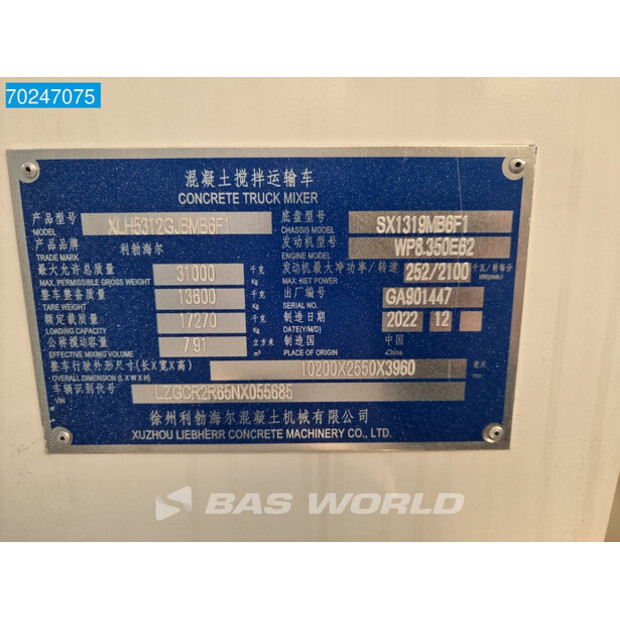 70247075
混凝土搅拌运输车
CONCRETE TRUCK MIXER
产品型号 XLH5312GJBMB6F1 底盘型号 SX1319MB6F1
MODEL CHASSIS MODEL
产品品牌 利勃海尔 发动机型号 WP8.350E62
TRADE MARK ENGINE MODEL
最大允许总质量 31000 千克 发动机最大净功率/转速 252/2100 千瓦/转每分
MAX. PERMISSIBLE GROSS WEIGHT Kg MAX. NET POWER kW(r/min)
整车整备质量 13600 千克 出厂编号 GA901447
TARE WEIGHT Kg SERIAL NO.
额定载质量 17270 千克 制造日期 2022 12
LOADING CAPACITY Kg DATE(Y/M/D)
公称搅动容量 7.91 方 制造国 中国
EFFECTIVE MIXING VOLUME m³ PLACE OF ORIGIN China
整车行驶外形尺寸(长X宽X高) 10200X2550X3960 毫米
OVERALL DIMENSION (L X W X H)
车辆识别代号 LZGCR2R65NX055685
VIN
徐州利勃海尔混凝土机械有限公司
XUZHOU LIEBHERR CONCRETE MACHINERY CO., LTD.
BAS WORLD